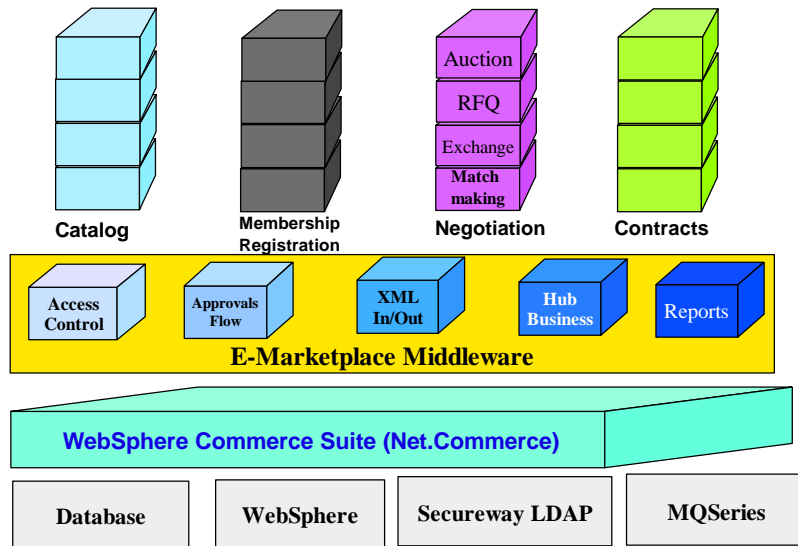 Auction
RFQ
Exchange
Match
making
Catalog
Membership
Registration
Negotiation
Contracts
Access
Control
Approvals
Flow
XML
In/Out
Hub
Business
Reports
E-Marketplace Middleware
WebSphere Commerce Suite (Net.Commerce)
Database
WebSphere
Secureway LDAP
MQSeries